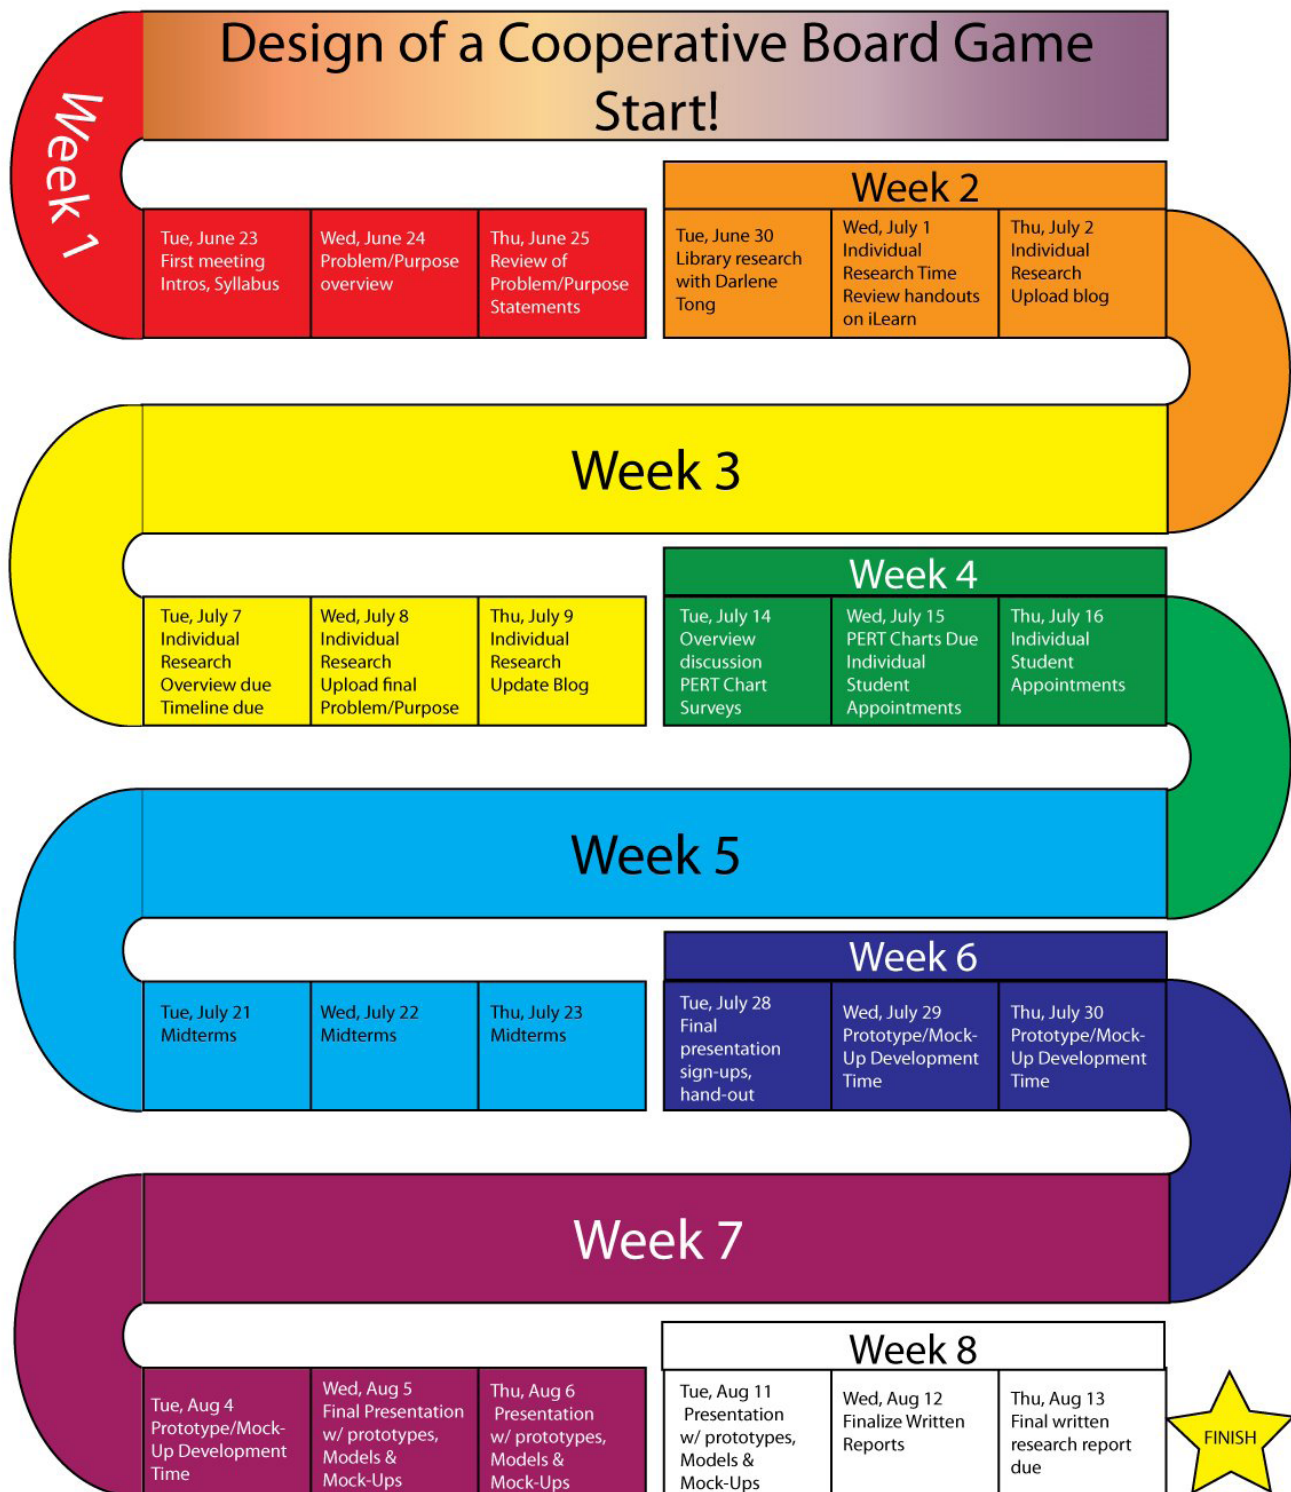 Design of a Cooperative Board Game
Start!
Week 1
Tue, June 23
First meeting
Intros, Syllabus
Wed, June 24
Problem/Purpose
overview
Thu, June 25
Review of
Problem/Purpose
Statements
Week 2
Tue, June 30
Library research
with Darlene
Tong
Wed, July 1
Individual
Research Time
Review handouts
on iLearn
Thu, July 2
Individual
Research
Upload blog
Week 3
Tue, July 7
Individual
Research
Overview due
Timeline due
Wed, July 8
Individual
Research
Upload final
Problem/Purpose
Thu, July 9
Individual
Research
Update Blog
Week 4
Tue, July 14
Overview
discussion
PERT Chart
Surveys
Wed, July 15
PERT Charts Due
Individual
Student
Appointments
Thu, July 16
Individual
Student
Appointments
Week 5
Tue, July 21
Midterms
Wed, July 22
Midterms
Thu, July 23
Midterms
Week 6
Tue, July 28
Final
presentation
sign-ups,
hand-out
Wed, July 29
Prototype/Mock-
Up Development
Time
Thu, July 30
Prototype/Mock-
Up Development
Time
Week 7
Tue, Aug 4
Prototype/Mock-
Up Development
Time
Wed, Aug 5
Final Presentation
w/ prototypes,
Models &
Mock-Ups
Thu, Aug 6
Presentation
w/ prototypes,
Models &
Mock-Ups
Week 8
Tue, Aug 11
Presentation
w/ prototypes,
Models &
Mock-Ups
Wed, Aug 12
Finalize Written
Reports
Thu, Aug 13
Final written
research report
due
FINISH